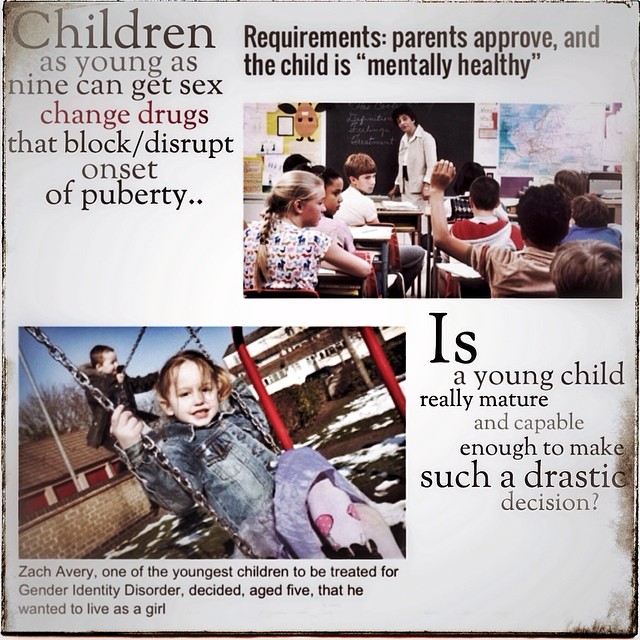 Children
as young as
nine can get sex
change drugs
that block/disrupt
onset
of puberty..
Requirements: parents approve, and
the child is “mentally healthy”
Definition
Feelings
Treatment
Is
a young child
really mature
and capable
enough to make
such a drastic
decision?
Zach Avery, one of the youngest children to be treated for
Gender Identity Disorder, decided, aged five, that he
wanted to live as a girl